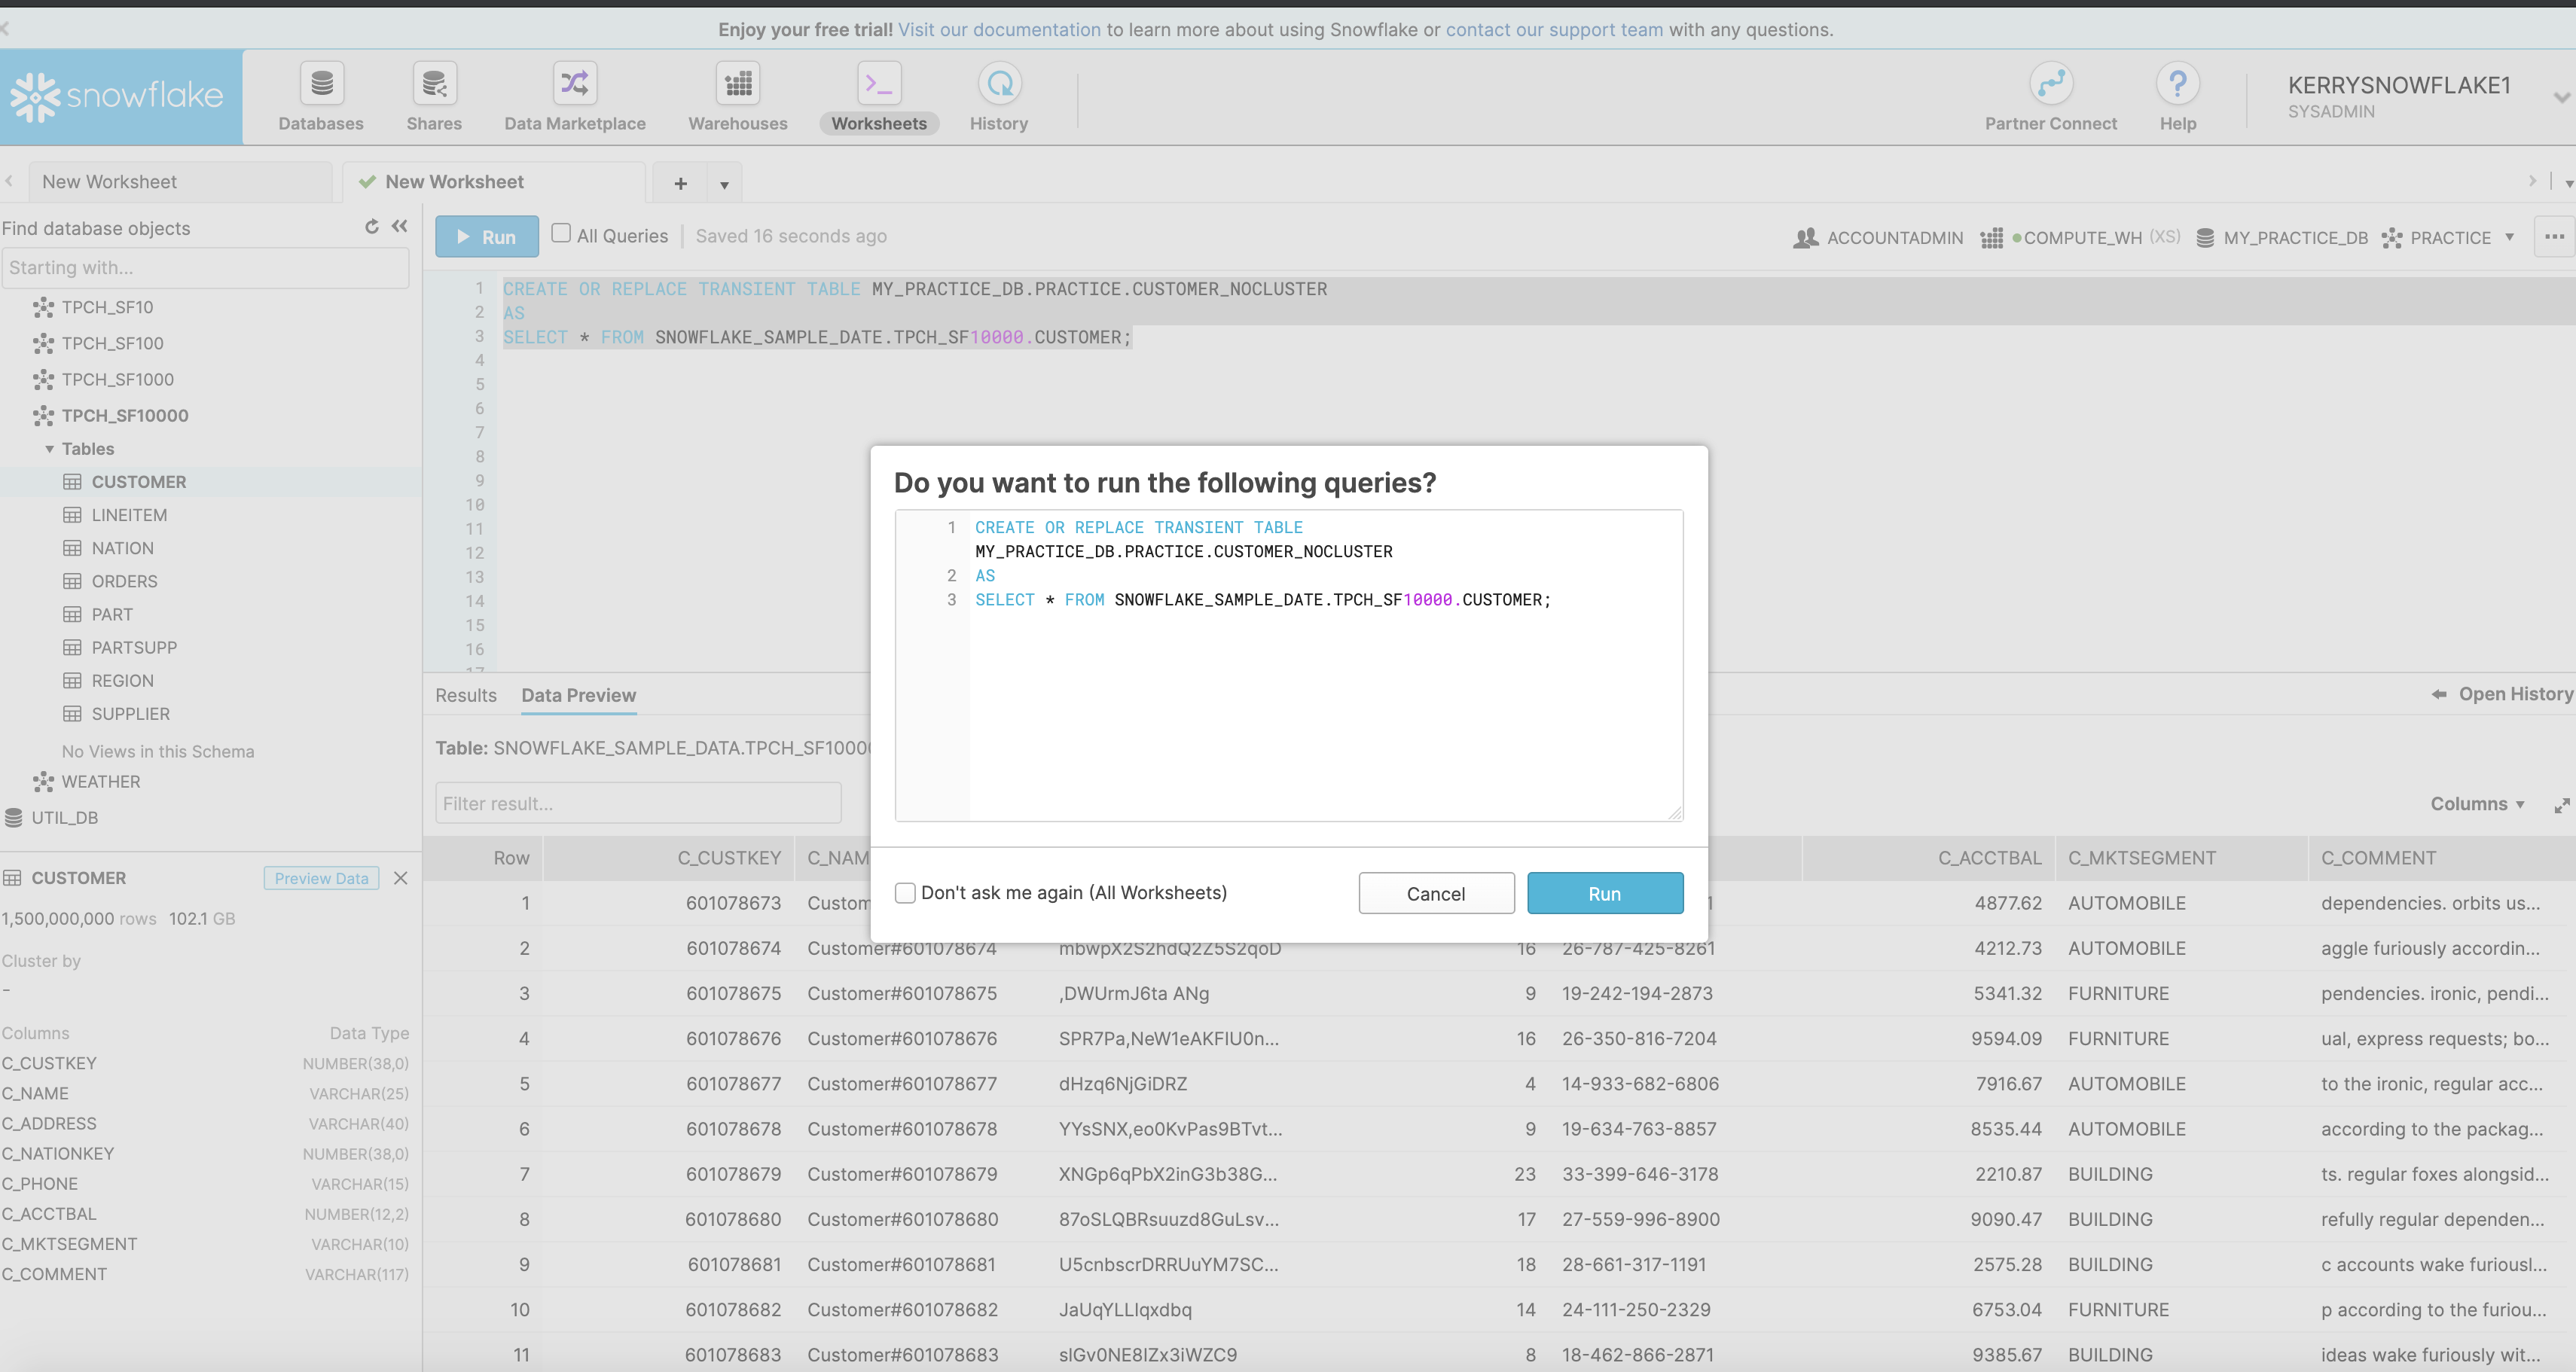 Enjoy your free trial! Visit our documentation to learn more about using Snowflake or contact our support team with any questions.
snowflake
Databases Shares Data Marketplace Warehouses Worksheets History Partner Connect Help KERRYSNOWFLAKE1
SYSADMIN
New Worksheet New Worksheet
Find database objects
Starting with...
TPCH_SF10
TPCH_SF100
TPCH_SF1000
TPCH_SF10000
Tables
CUSTOMER
LINEITEM
NATION
ORDERS
PART
PARTSUPP
REGION
SUPPLIER
No Views in this Schema
WEATHER
UTIL_DB
CUSTOMER Preview Data
1,500,000,000 rows 102.1 GB
Cluster by
–
Columns Data Type
C_CUSTKEY NUMBER(38,0)
C_NAME VARCHAR(25)
C_ADDRESS VARCHAR(40)
C_NATIONKEY NUMBER(38,0)
C_PHONE VARCHAR(15)
C_ACCTBAL NUMBER(12,2)
C_MKTSEGMENT VARCHAR(10)
C_COMMENT VARCHAR(117)
Run All Queries Saved 16 seconds ago ACCOUNTADMIN COMPUTE_WH (XS) MY_PRACTICE_DB PRACTICE
1 CREATE OR REPLACE TRANSIENT TABLE MY_PRACTICE_DB.PRACTICE.CUSTOMER_NOCLUSTER
2 AS
3 SELECT * FROM SNOWFLAKE_SAMPLE_DATE.TPCH_SF10000.CUSTOMER;
4
5
6
7
8
9
10
11
12
13
14
15
16
17
Do you want to run the following queries?
1 CREATE OR REPLACE TRANSIENT TABLE
MY_PRACTICE_DB.PRACTICE.CUSTOMER_NOCLUSTER
2 AS
3 SELECT * FROM SNOWFLAKE_SAMPLE_DATE.TPCH_SF10000.CUSTOMER;
Don't ask me again (All Worksheets) Cancel Run
Results Data Preview Open History
Table: SNOWFLAKE_SAMPLE_DATA.TPCH_SF1000
Filter result... Columns
Row C_CUSTKEY C_NAM C_ACCTBAL C_MKTSEGMENT C_COMMENT
1 601078673 Custom 1 4877.62 AUTOMOBILE dependencies. orbits us...
2 601078674 Customer#601078674 mbwpX2S2hdQ2Z5S2qoD 16 26-787-425-8261 4212.73 AUTOMOBILE aggle furiously accordin...
3 601078675 Customer#601078675 ,DWUrmJ6ta ANg 9 19-242-194-2873 5341.32 FURNITURE pendencies. ironic, pendi...
4 601078676 Customer#601078676 SPR7Pa,NeW1eAKFIU0n... 16 26-350-816-7204 9594.09 FURNITURE ual, express requests; bo...
5 601078677 Customer#601078677 dHzq6NjGiDRZ 4 14-933-682-6806 7916.67 AUTOMOBILE to the ironic, regular acc...
6 601078678 Customer#601078678 YYsSNX,eo0KvPas9BTvt... 9 19-634-763-8857 8535.44 AUTOMOBILE according to the packag...
7 601078679 Customer#601078679 XNGp6qPbX2inG3b38G... 23 33-399-646-3178 2210.87 BUILDING ts. regular foxes alongsid...
8 601078680 Customer#601078680 87oSLQBRsuuzd8GuLsv... 17 27-559-996-8900 9090.47 BUILDING refully regular dependen...
9 601078681 Customer#601078681 U5cnbscrDRRUuYM7SC... 18 28-661-317-1191 2575.28 BUILDING c accounts wake furiousl...
10 601078682 Customer#601078682 JaUqYLLIqxdbq 14 24-111-250-2329 6753.04 FURNITURE p according to the furiou...
11 601078683 Customer#601078683 slGv0NE8IZx3iWZC9 8 18-462-866-2871 9385.67 BUILDING ideas wake furiously wit...